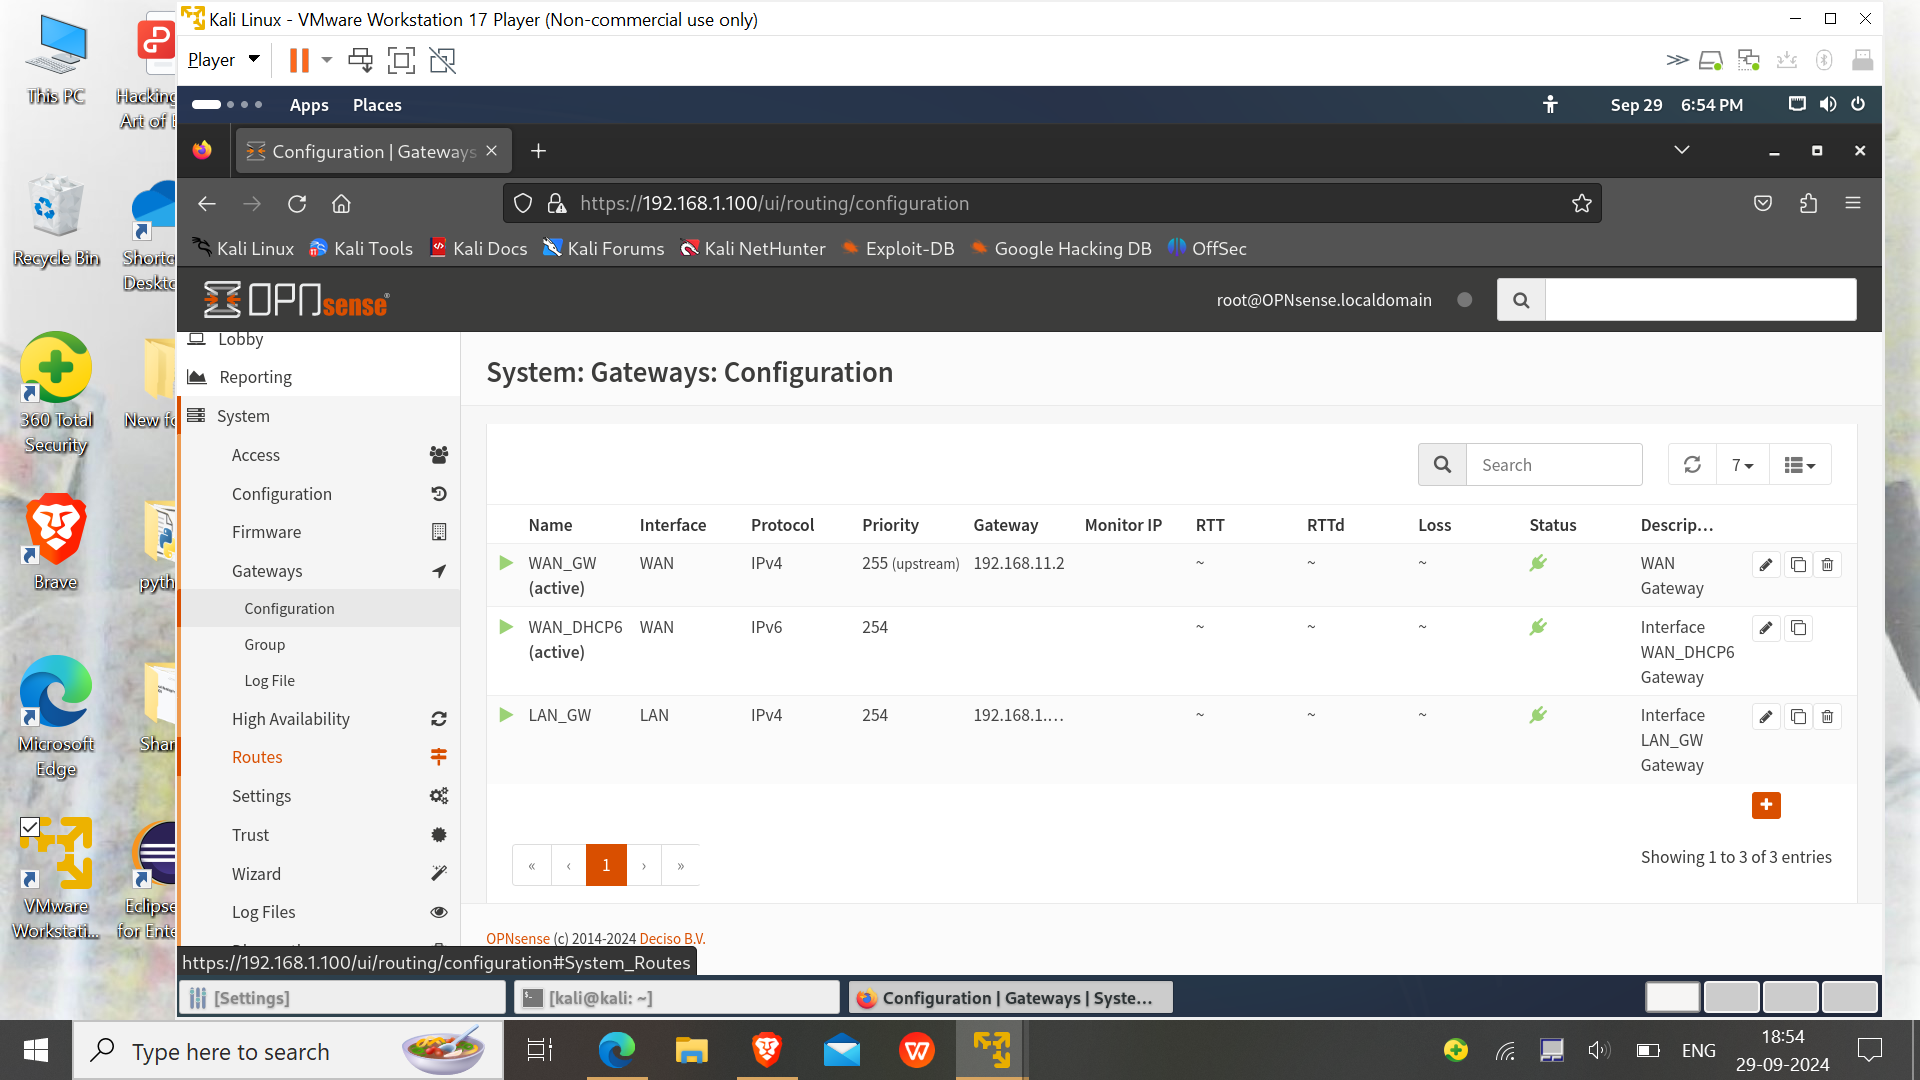 Kali Linux - VMware Workstation 17 Player (Non-commercial use only)
Player
Apps Places Sep 29 6:54 PM
Configuration | Gateways
https://192.168.1.100/ui/routing/configuration
Kali Linux Kali Tools Kali Docs Kali Forums Kali NetHunter Exploit-DB Google Hacking DB OffSec
OPNsense® root@OPNsense.localdomain
Lobby
Reporting
System
Access
Configuration
Firmware
Gateways
Configuration
Group
Log File
High Availability
Routes
Settings
Trust
Wizard
Log Files
System: Gateways: Configuration
Search 7
Name Interface Protocol Priority Gateway Monitor IP RTT RTTd Loss Status Descrip...
WAN_GW WAN IPv4 255 (upstream) 192.168.11.2 ~ ~ ~ WAN
(active) Gateway
WAN_DHCP6 WAN IPv6 254 ~ ~ ~ Interface
(active) WAN_DHCP6
Gateway
LAN_GW LAN IPv4 254 192.168.1.... ~ ~ ~ Interface
LAN_GW
Gateway
« ‹ 1 › »
Showing 1 to 3 of 3 entries
OPNsense (c) 2014-2024 Deciso B.V.
https://192.168.1.100/ui/routing/configuration#System_Routes
[Settings] [kali@kali: ~] Configuration | Gateways | Syste...
This PC
Hacking
Art of
Recycle Bin
Shortc
Deskto
360 Total
Security
New fo
Brave
pyth
Microsoft
Edge
Shar
VMware
Workstati...
Eclipse
for Ente
Type here to search
ENG
18:54
29-09-2024